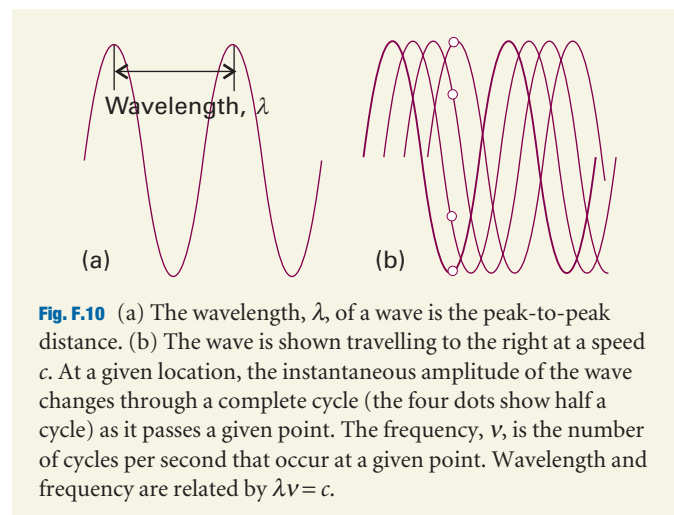 Wavelength, λ
(a)
(b)
Fig. F.10 (a) The wavelength, λ, of a wave is the peak-to-peak
distance. (b) The wave is shown travelling to the right at a speed
c. At a given location, the instantaneous amplitude of the wave
changes through a complete cycle (the four dots show half a
cycle) as it passes a given point. The frequency, ν, is the number
of cycles per second that occur at a given point. Wavelength and
frequency are related by λν = c.